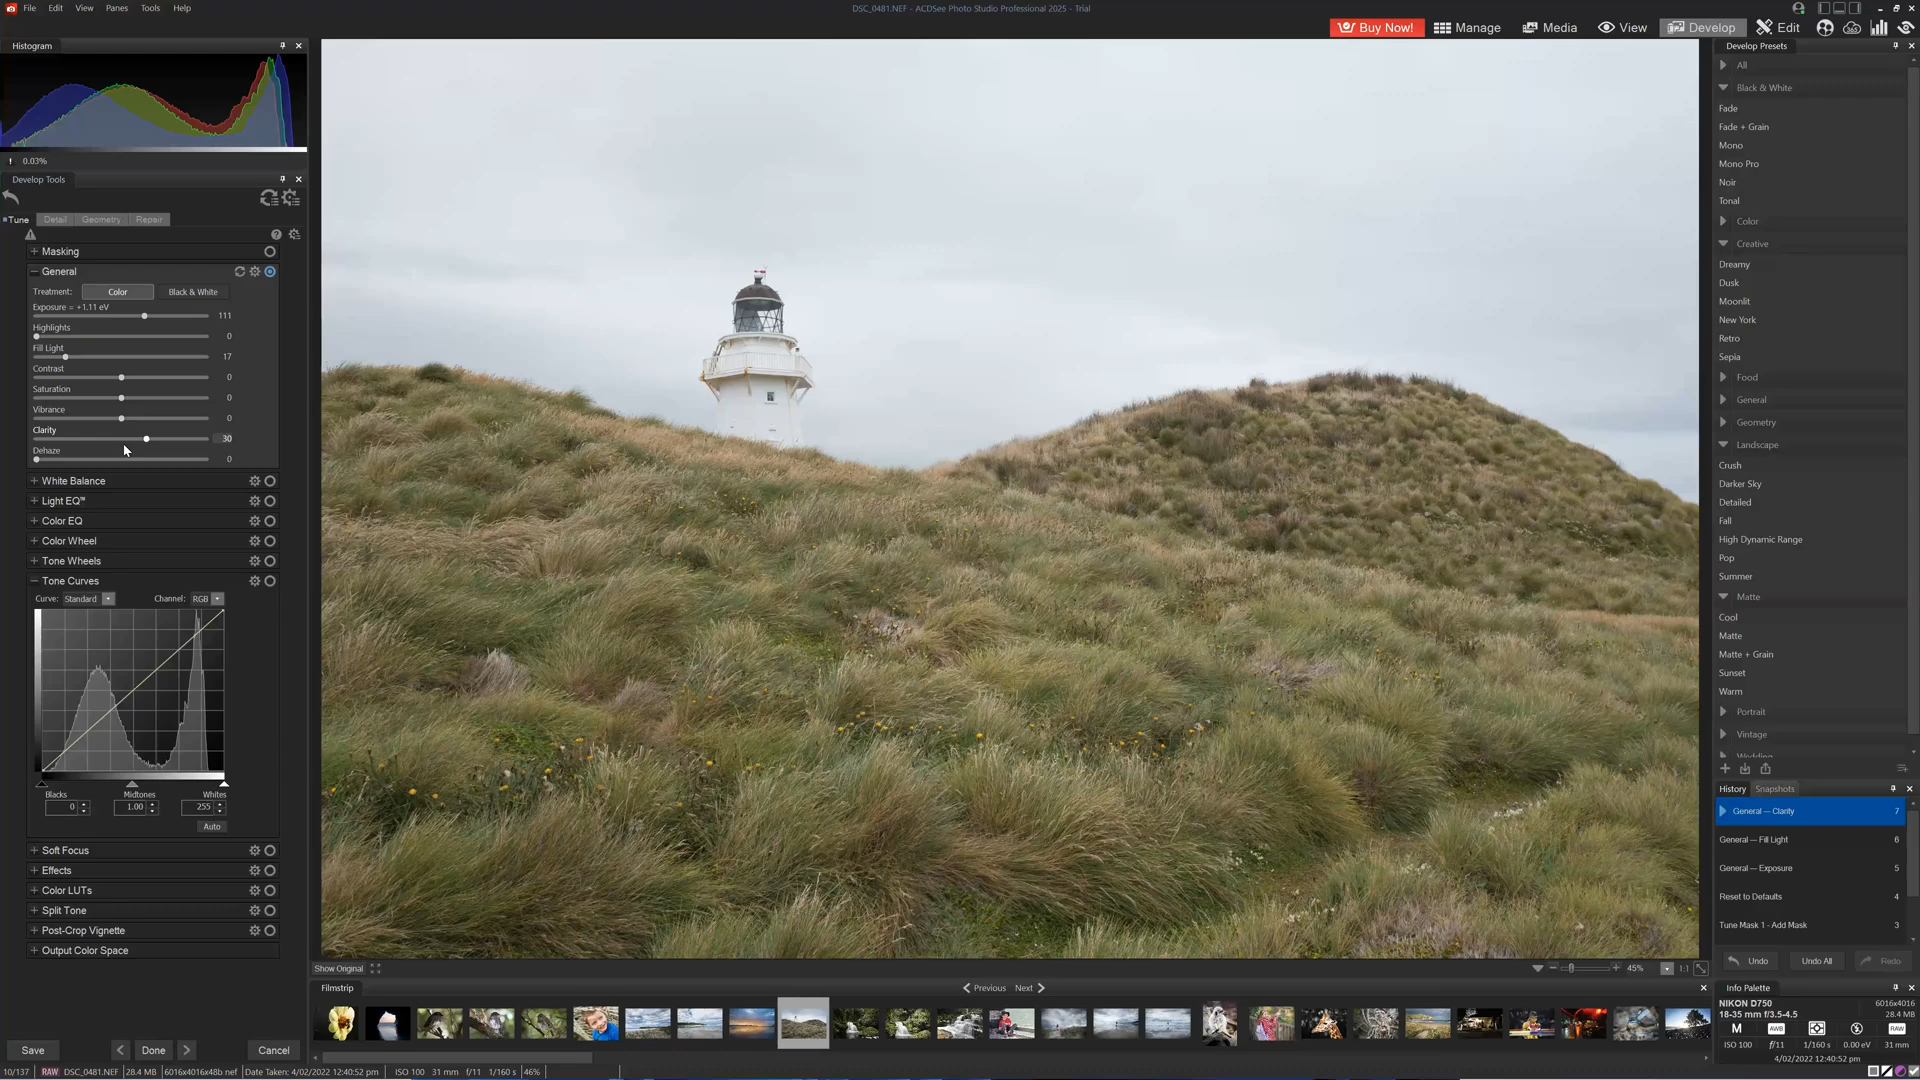 File Edit View Panes Tools Help
DSC_0481.NEF - ACDSee Photo Studio Professional 2025 - Trial
Buy Now! Manage Media View Develop Edit 365
Histogram
0.03%
Develop Tools
Tune Detail Geometry Repair
Masking
General
Treatment: Color Black & White
Exposure = +1.11 eV
111
Highlights
0
Fill Light
17
Contrast
0
Saturation
0
Vibrance
0
Clarity
30
Dehaze
0
White Balance
Light EQ™
Color EQ
Color Wheel
Tone Wheels
Tone Curves
Curve: Standard Channel: RGB
Blacks Midtones Whites
0 1.00 255
Auto
Soft Focus
Effects
Color LUTs
Split Tone
Post-Crop Vignette
Output Color Space
Save Done Cancel
Show Original
45% 1:1
Filmstrip
Previous Next
Develop Presets
All
Black & White
Fade
Fade + Grain
Mono
Mono Pro
Noir
Tonal
Color
Creative
Dreamy
Dusk
Moonlit
New York
Retro
Sepia
Food
General
Geometry
Landscape
Crush
Darker Sky
Detailed
Fall
High Dynamic Range
Pop
Summer
Matte
Cool
Matte
Matte + Grain
Sunset
Warm
Portrait
Vintage
Wedding
History Snapshots
General — Clarity 7
General — Fill Light 6
General — Exposure 5
Reset to Defaults 4
Tune Mask 1 - Add Mask 3
Undo Undo All Redo
Info Palette
NIKON D750 6016x4016
18-35 mm f/3.5-4.5 28.4 MB
M AWB RAW
ISO 100 f/11 1/160 s 0.00 eV 31 mm
4/02/2022 12:40:52 pm
10/137 RAW DSC_0481.NEF 28.4 MB 6016x4016x48b nef Date Taken: 4/02/2022 12:40:52 pm ISO 100 31 mm f/11 1/160 s 46%